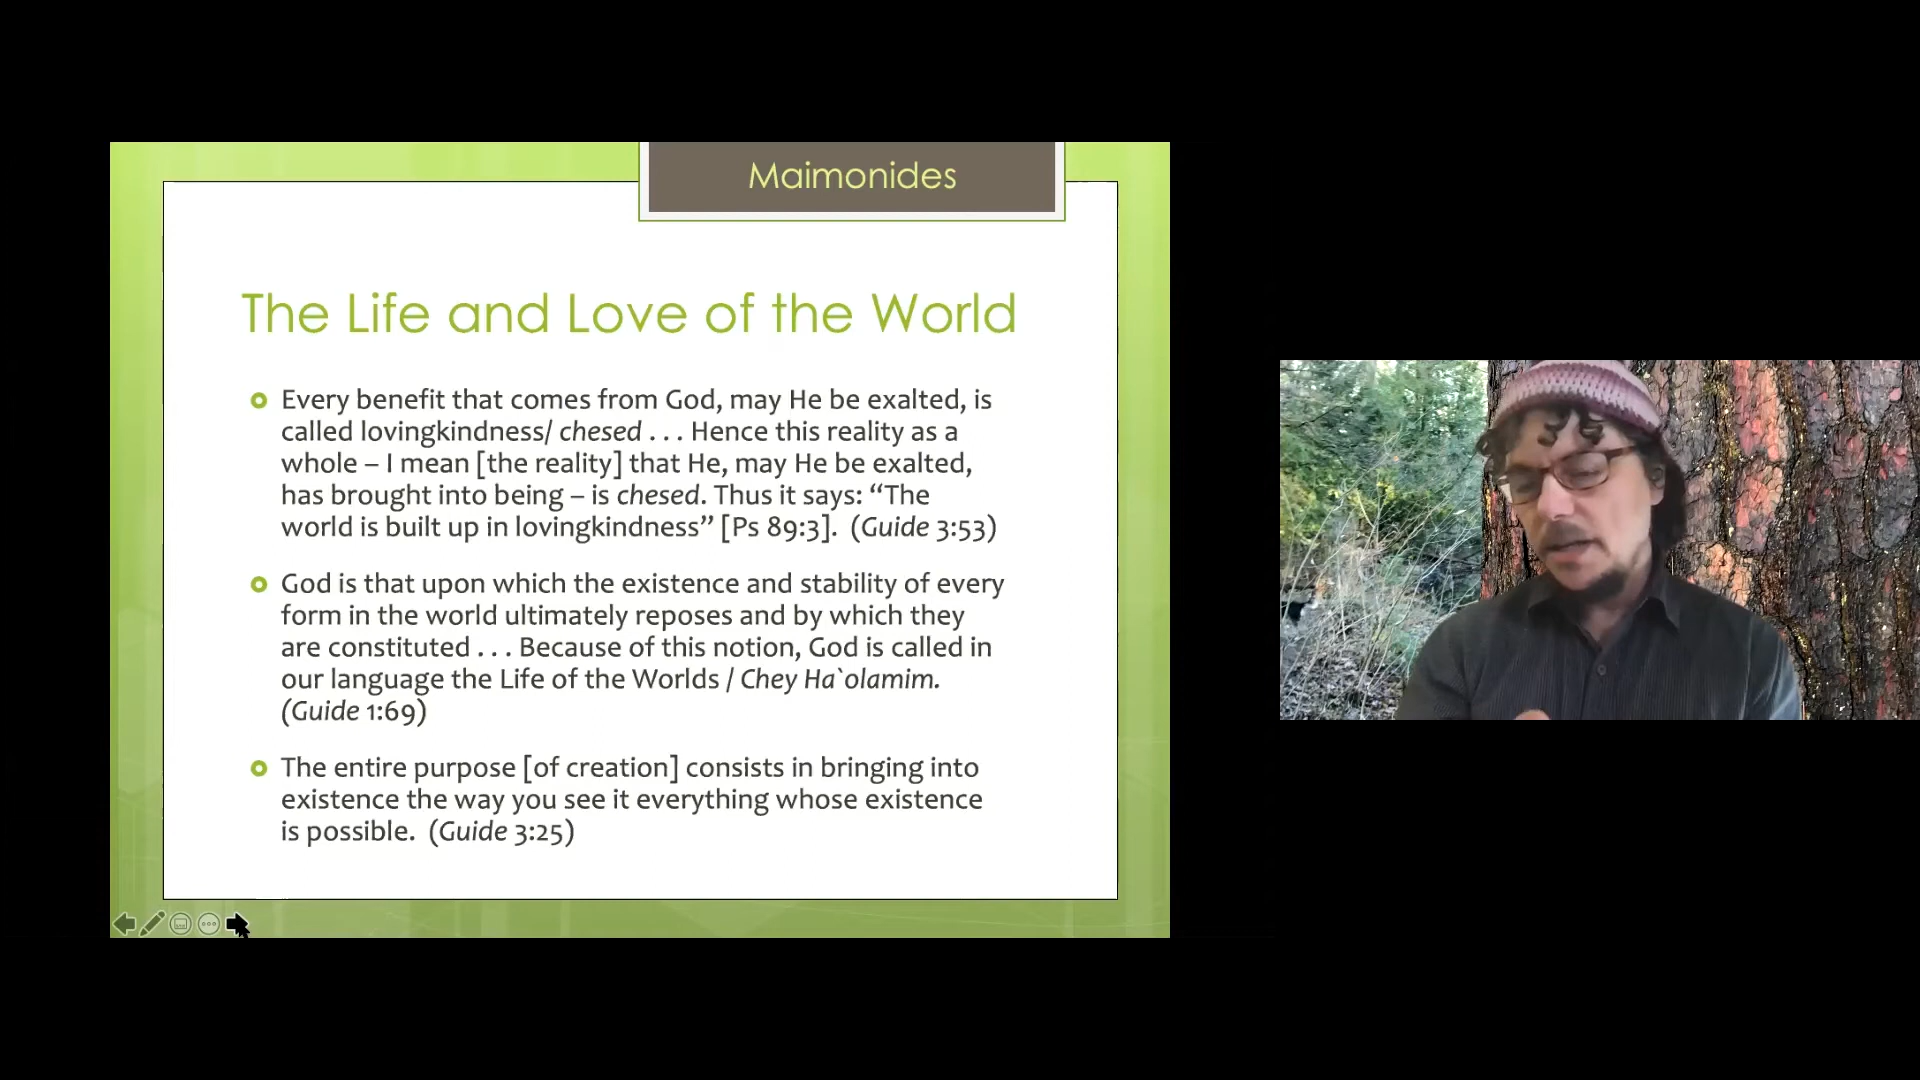 Maimonides
The Life and Love of the World
Every benefit that comes from God, may He be exalted, is
called lovingkindness/ chesed . . . Hence this reality as a
whole – I mean [the reality] that He, may He be exalted,
has brought into being – is chesed. Thus it says: “The
world is built up in lovingkindness” [Ps 89:3].  (Guide 3:53)
God is that upon which the existence and stability of every
form in the world ultimately reposes and by which they
are constituted . . . Because of this notion, God is called in
our language the Life of the Worlds / Chey Ha`olamim.
(Guide 1:69)
The entire purpose [of creation] consists in bringing into
existence the way you see it everything whose existence
is possible.  (Guide 3:25)